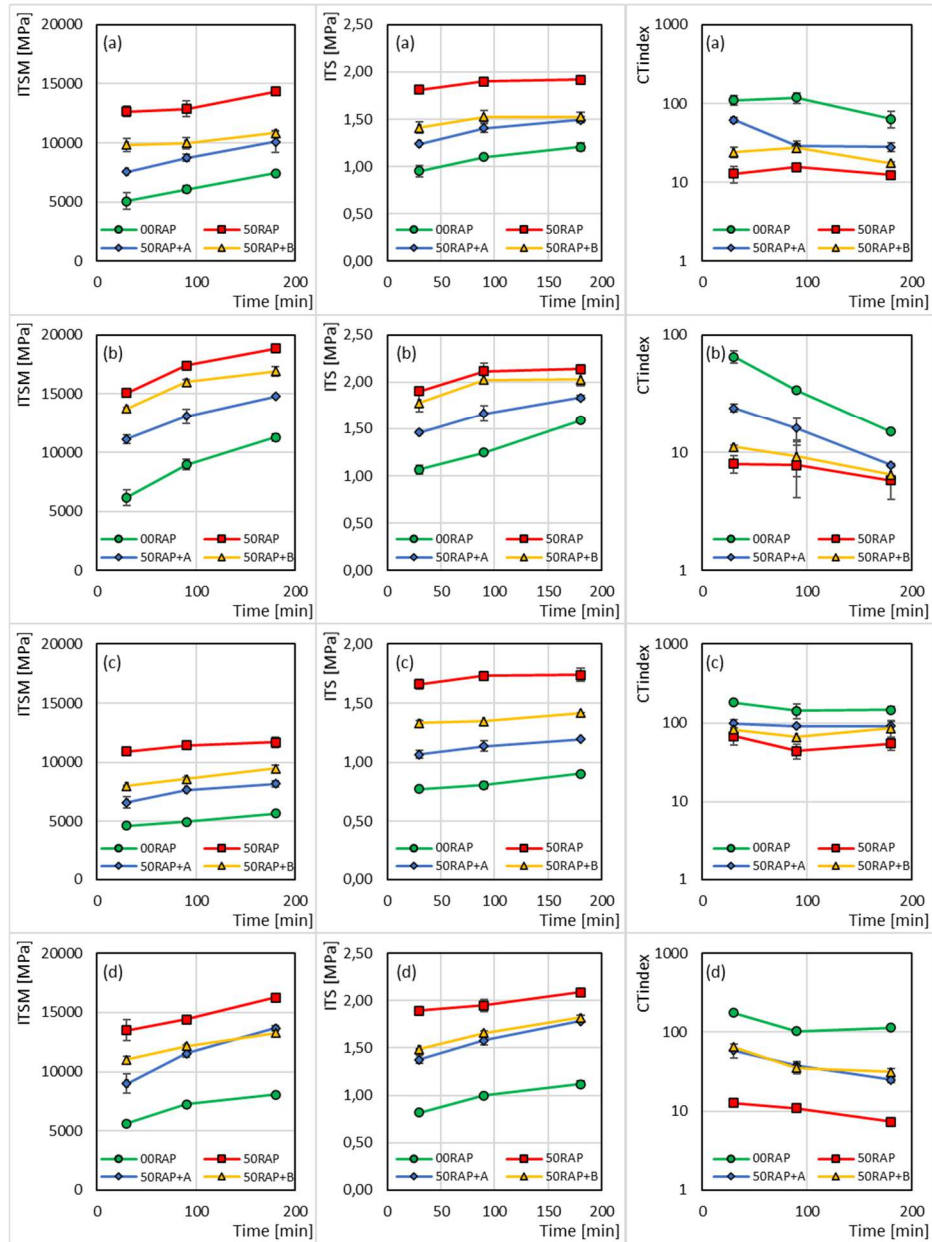 ITSM [MPa]
20000
15000
10000
5000
0
(a)
00RAP 50RAP
50RAP+A 50RAP+B
0 100 200
Time [min]
ITS [MPa]
2,50
2,00
1,50
1,00
0,50
0,00
(a)
00RAP 50RAP
50RAP+A 50RAP+B
0 50 100 150 200
Time [min]
CTindex
1000
100
10
1
(a)
00RAP 50RAP
50RAP+A 50RAP+B
0 100 200
Time [min]
ITSM [MPa]
20000
15000
10000
5000
0
(b)
00RAP 50RAP
50RAP+A 50RAP+B
0 100 200
Time [min]
ITS [MPa]
2,50
2,00
1,50
1,00
0,50
0,00
(b)
00RAP 50RAP
50RAP+A 50RAP+B
0 50 100 150 200
Time [min]
CTindex
100
10
1
(b)
00RAP 50RAP
50RAP+A 50RAP+B
0 100 200
Time [min]
ITSM [MPa]
20000
15000
10000
5000
0
(c)
00RAP 50RAP
50RAP+A 50RAP+B
0 100 200
Time [min]
ITS [MPa]
2,00
1,50
1,00
0,50
0,00
(c)
00RAP 50RAP
50RAP+A 50RAP+B
0 50 100 150 200
Time [min]
CTindex
1000
100
10
1
(c)
00RAP 50RAP
50RAP+A 50RAP+B
0 100 200
Time [min]
ITSM [MPa]
20000
15000
10000
5000
0
(d)
00RAP 50RAP
50RAP+A 50RAP+B
0 100 200
Time [min]
ITS [MPa]
2,50
2,00
1,50
1,00
0,50
0,00
(d)
00RAP 50RAP
50RAP+A 50RAP+B
0 50 100 150 200
Time [min]
CTindex
1000
100
10
1
(d)
00RAP 50RAP
50RAP+A 50RAP+B
0 100 200
Time [min]